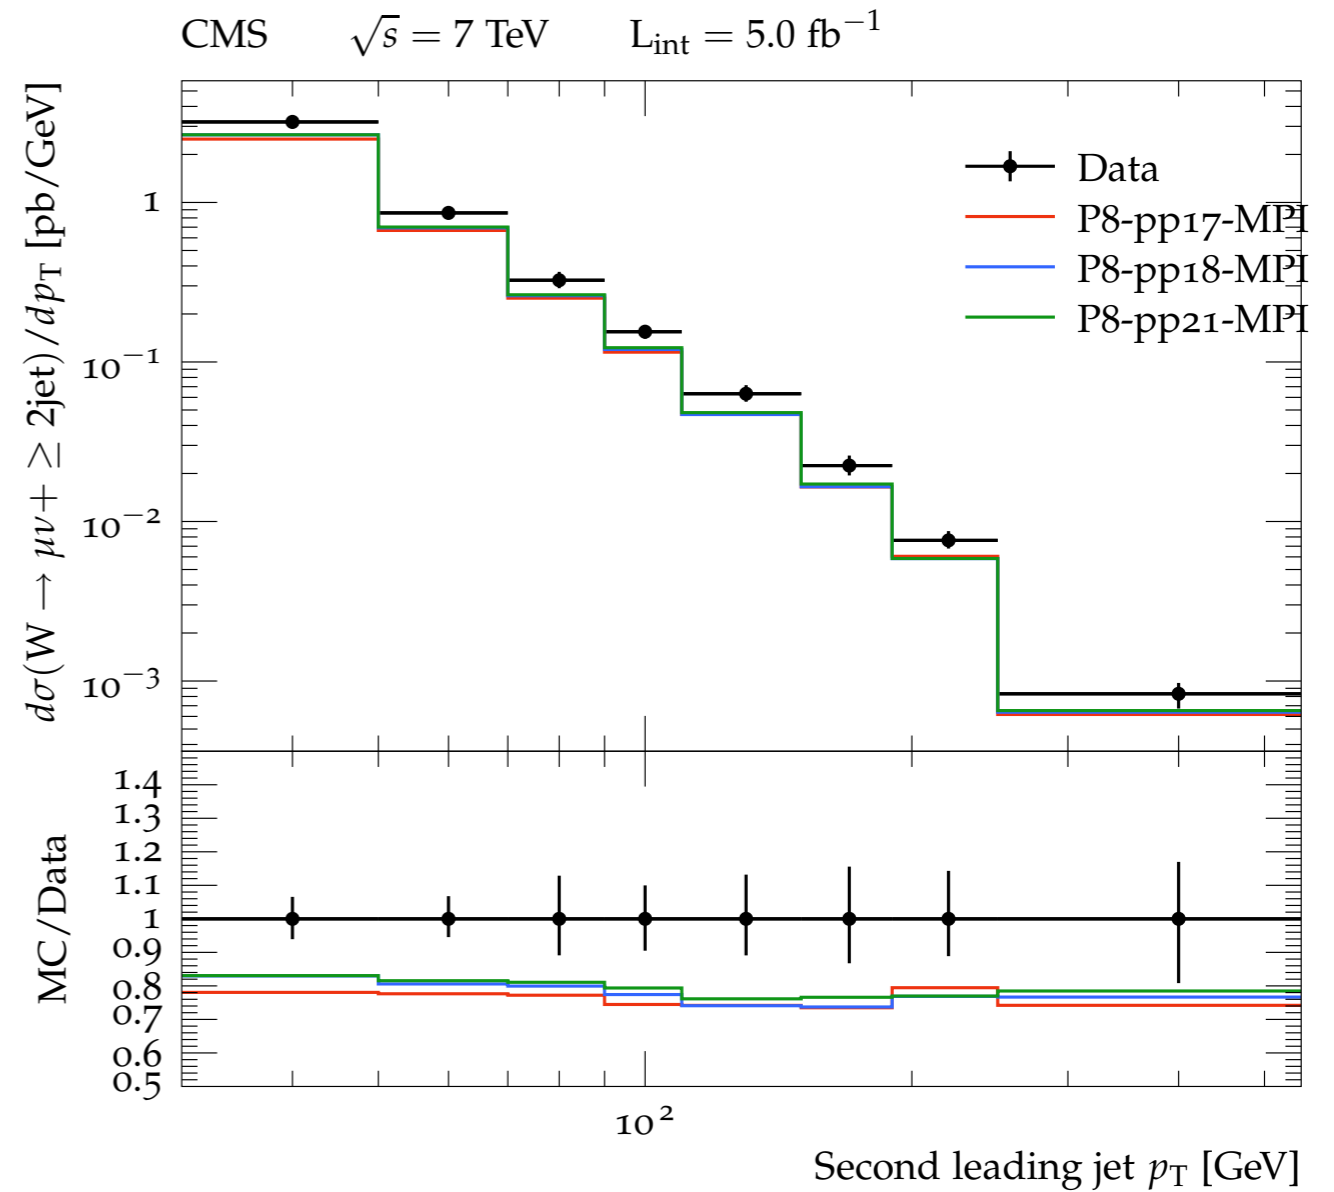 CMS √s = 7 TeV L_int = 5.0 fb⁻¹
dσ(W → μν+ ≥ 2jet)/dp_T [pb/GeV]
1
10⁻¹
10⁻²
10⁻³
Data
P8-pp17-MPI
P8-pp18-MPI
P8-pp21-MPI
MC/Data
1.4
1.3
1.2
1.1
1
0.9
0.8
0.7
0.6
0.5
10²
Second leading jet p_T [GeV]